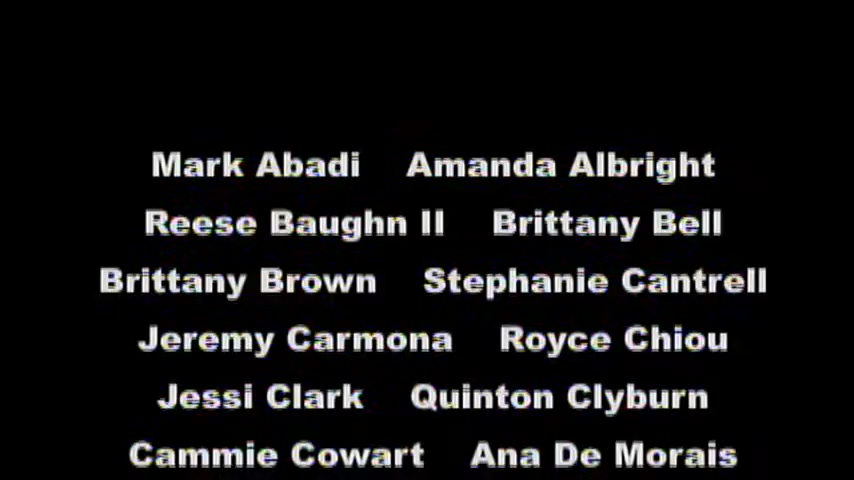 Mark Abadi Amanda Albright
Reese Baughn II Brittany Bell
Brittany Brown Stephanie Cantrell
Jeremy Carmona Royce Chiou
Jessi Clark Quinton Clyburn
Cammie Cowart Ana De Morais